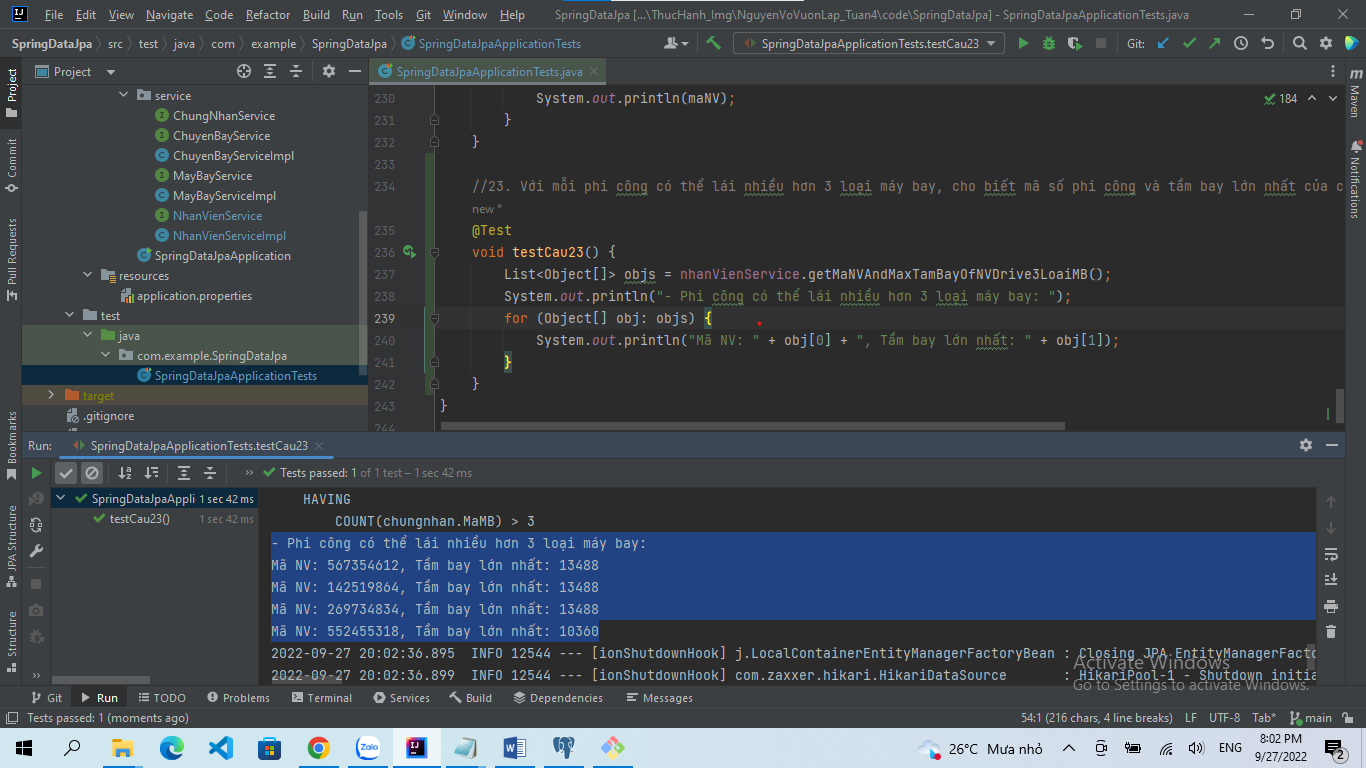 File Edit View Navigate Code Refactor Build Run Tools Git Window Help SpringDataJpa [...\ThucHanh_lmg\NguyenVoVuonLap_Tuan4\code\SpringDataJpa] - SpringDataJpaApplicationTests.java
SpringDataJpa src test java com example SpringDataJpa SpringDataJpaApplicationTests SpringDataJpaApplicationTests.testCau23 Git:
Project
Project
SpringDataJpaApplicationTests.java
Maven
Notifications
Commit
Pull Requests
Bookmarks
JPA Structure
Structure
service
ChungNhanService
ChuyenBayService
ChuyenBayServiceImpl
MayBayService
MayBayServiceImpl
NhanVienService
NhanVienServiceImpl
SpringDataJpaApplication
resources
application.properties
test
java
com.example.SpringDataJpa
SpringDataJpaApplicationTests
target
.gitignore
184
230 System.out.println(maNV);
231 }
232 }
233
234 //23. Với mỗi phi công có thể lái nhiều hơn 3 loại máy bay, cho biết mã số phi công và tầm bay lớn nhất của c
new *
235 @Test
236 void testCau23() {
237 List<Object[]> objs = nhanVienService.getMaNVAndMaxTamBayOfNVDrive3LoaiMB();
238 System.out.println("- Phi công có thể lái nhiều hơn 3 loại máy bay: ");
239 for (Object[] obj: objs) {
240 System.out.println("Mã NV: " + obj[0] + ", Tầm bay lớn nhất: " + obj[1]);
241 }
242 }
243 }
244
Run: SpringDataJpaApplicationTests.testCau23
Tests passed: 1 of 1 test – 1 sec 42 ms
SpringDataJpaAppli 1 sec 42 ms
testCau23() 1 sec 42 ms
HAVING
COUNT(chungnhan.MaMB) > 3
- Phi công có thể lái nhiều hơn 3 loại máy bay:
Mã NV: 567354612, Tầm bay lớn nhất: 13488
Mã NV: 142519864, Tầm bay lớn nhất: 13488
Mã NV: 269734834, Tầm bay lớn nhất: 13488
Mã NV: 552455318, Tầm bay lớn nhất: 10360
2022-09-27 20:02:36.895 INFO 12544 --- [ionShutdownHook] j.LocalContainerEntityManagerFactoryBean : Closing JPA EntityManagerFacto
2022-09-27 20:02:36.899 INFO 12544 --- [ionShutdownHook] com.zaxxer.hikari.HikariDataSource : HikariPool-1 - Shutdown initia
Activate Windows
Go to Settings to activate Windows.
Git Run TODO Problems Terminal Services Build Dependencies Messages
Tests passed: 1 (moments ago) 54:1 (216 chars, 4 line breaks) LF UTF-8 Tab* main
Zalo
26°C Mưa nhỏ ENG 8:02 PM
9/27/2022
2